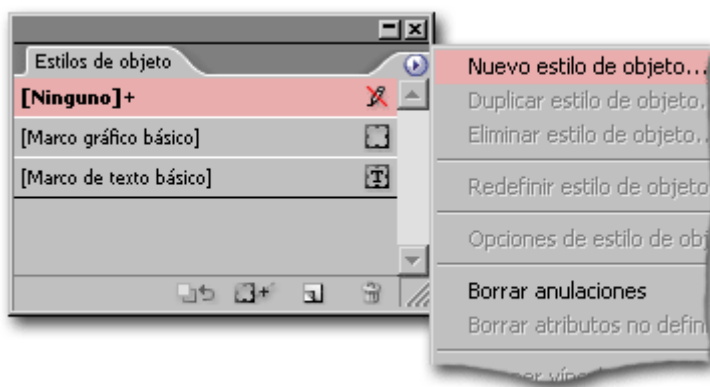 Estilos de objeto
[Ninguno]+
[Marco gráfico básico]
[Marco de texto básico]
Nuevo estilo de objeto...
Duplicar estilo de objeto.
Eliminar estilo de objeto..
Redefinir estilo de objeto
Opciones de estilo de obj
Borrar anulaciones
Borrar atributos no defin